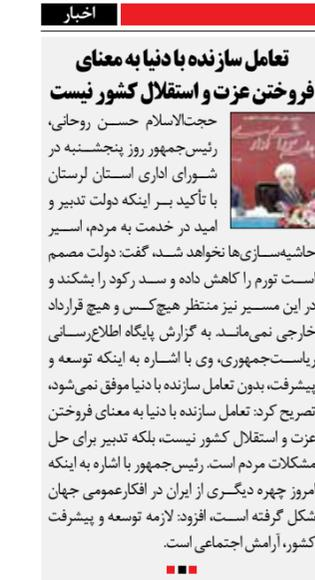 اخبار
تعامل سازنده با دنیا به معنای
فروختن عزت و استقلال کشور نیست
حجت‌الاسلام حسن روحانی،
رئیس‌جمهور روز پنجشنبه در
شورای اداری استان لرستان
با تأکید بر اینکه دولت تدبیر و
امید در خدمت به مردم، اسیر
حاشیه‌سازی‌ها نخواهد شد، گفت: دولت مصمم
است تورم را کاهش داده و سد رکود را بشکند و
در این مسیر نیز منتظر هیچ‌کس و هیچ قرارداد
خارجی نمی‌ماند. به گزارش پایگاه اطلاع‌رسانی
ریاست‌جمهوری، وی با اشاره به اینکه توسعه و
پیشرفت، بدون تعامل سازنده با دنیا موفق نمی‌شود،
تصریح کرد: تعامل سازنده با دنیا به معنای فروختن
عزت و استقلال کشور نیست، بلکه تدبیر برای حل
مشکلات مردم است. رئیس‌جمهور با اشاره به اینکه
امروز چهره دیگری از ایران در افکارعمومی جهان
شکل گرفته است، افزود: لازمه توسعه و پیشرفت
کشور، آرامش اجتماعی است.